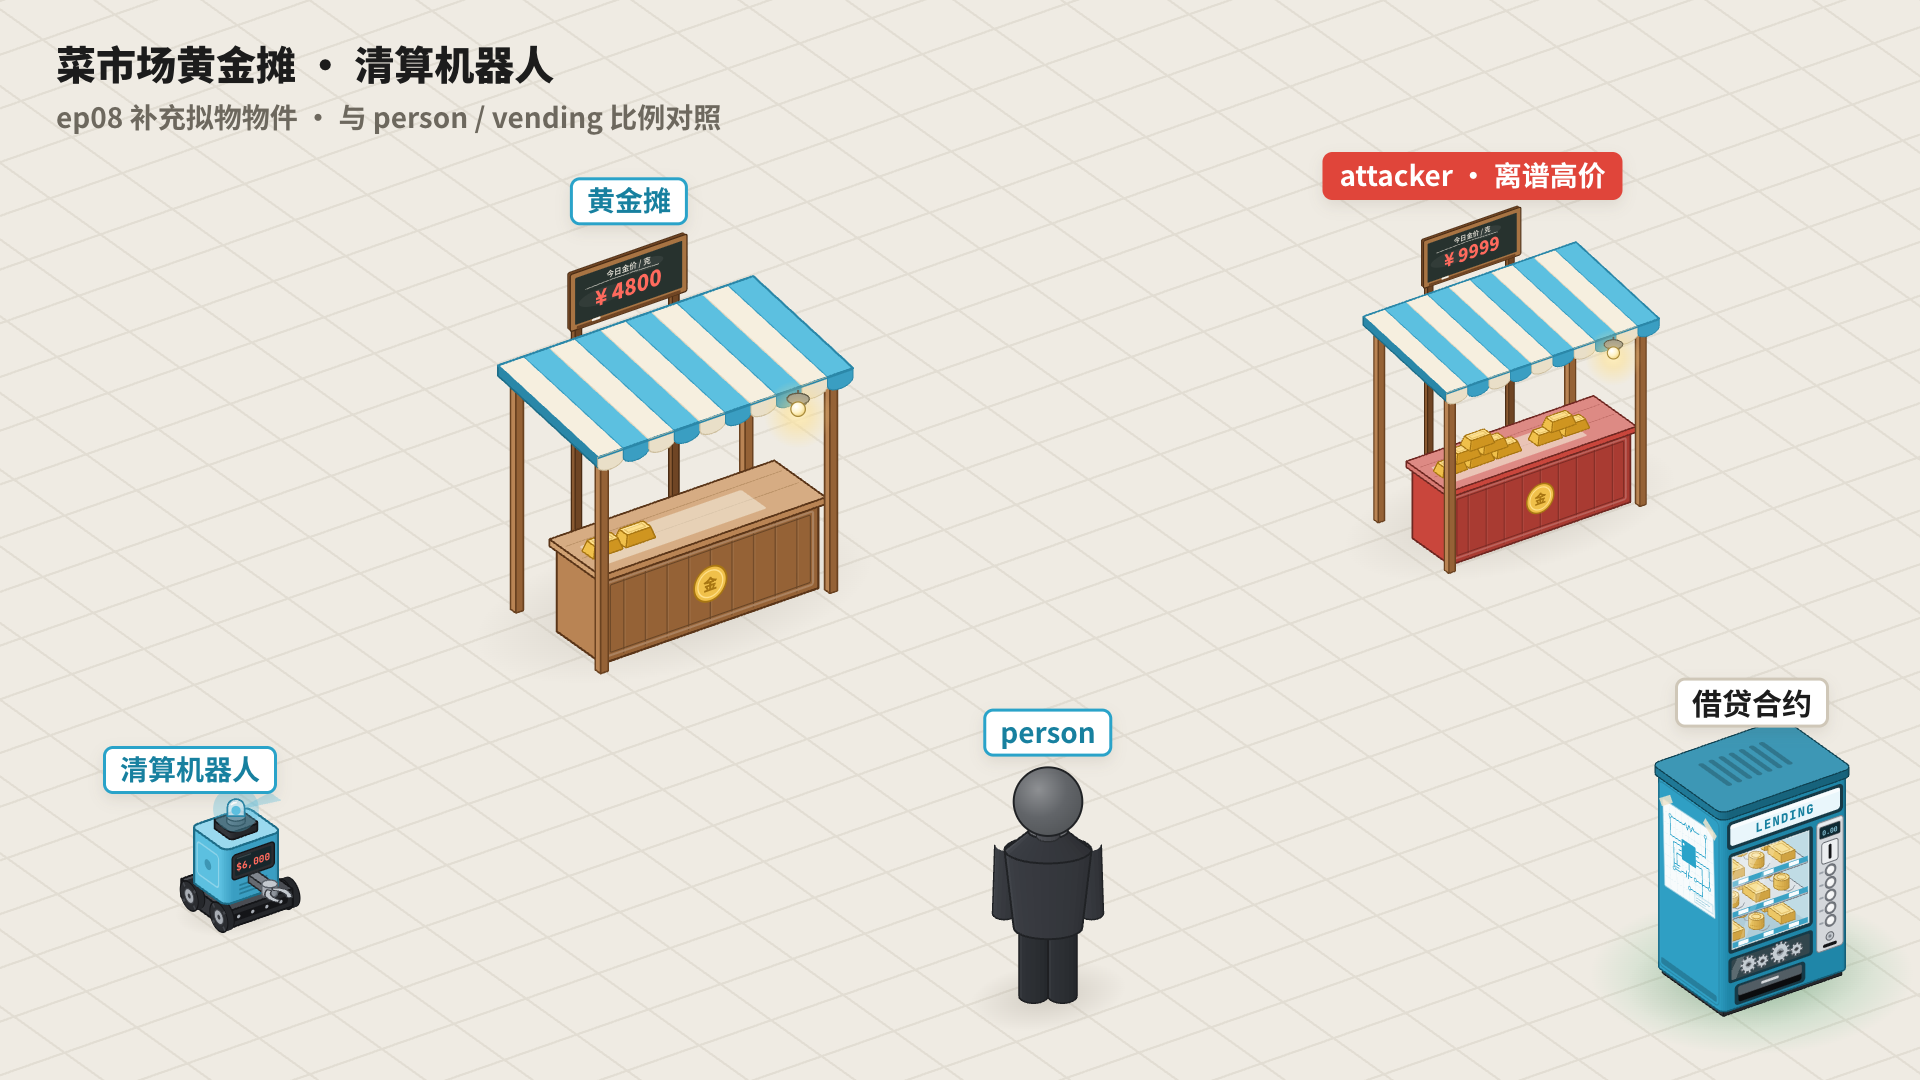 菜市场黄金摊 · 清算机器人
ep08 补充拟物物件 · 与 person / vending 比例对照
attacker · 离谱高价
黄金摊
今日金价 / 克
¥ 9999
今日金价 / 克
¥ 4800
金
金
借贷合约
person
清算机器人
LENDING
0.00
$6,000